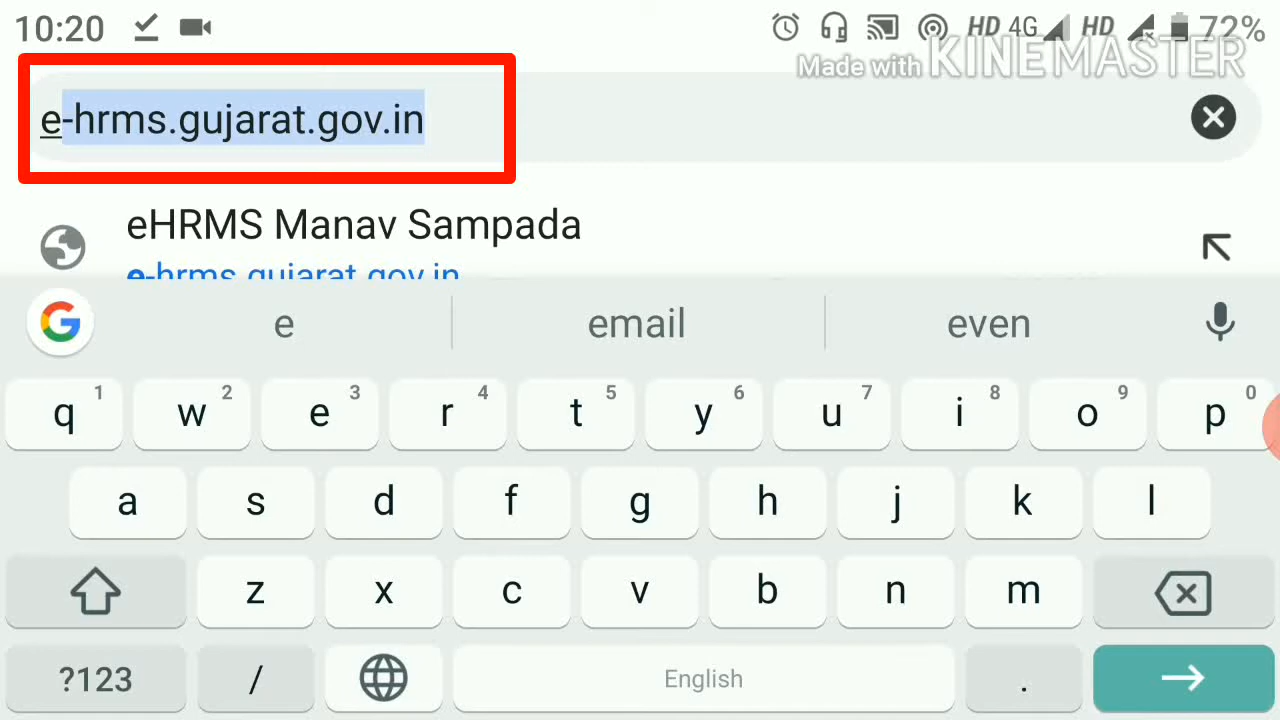 10:20 HD 4G HD 72%
Made with KINEMASTER
e-hrms.gujarat.gov.in
eHRMS Manav Sampada
e-hrms.gujarat.gov.in
e email even
q 1 w 2 e 3 r 4 t 5 y 6 u 7 i 8 o 9 p 0
a s d f g h j k l
z x c v b n m
?123 / English .